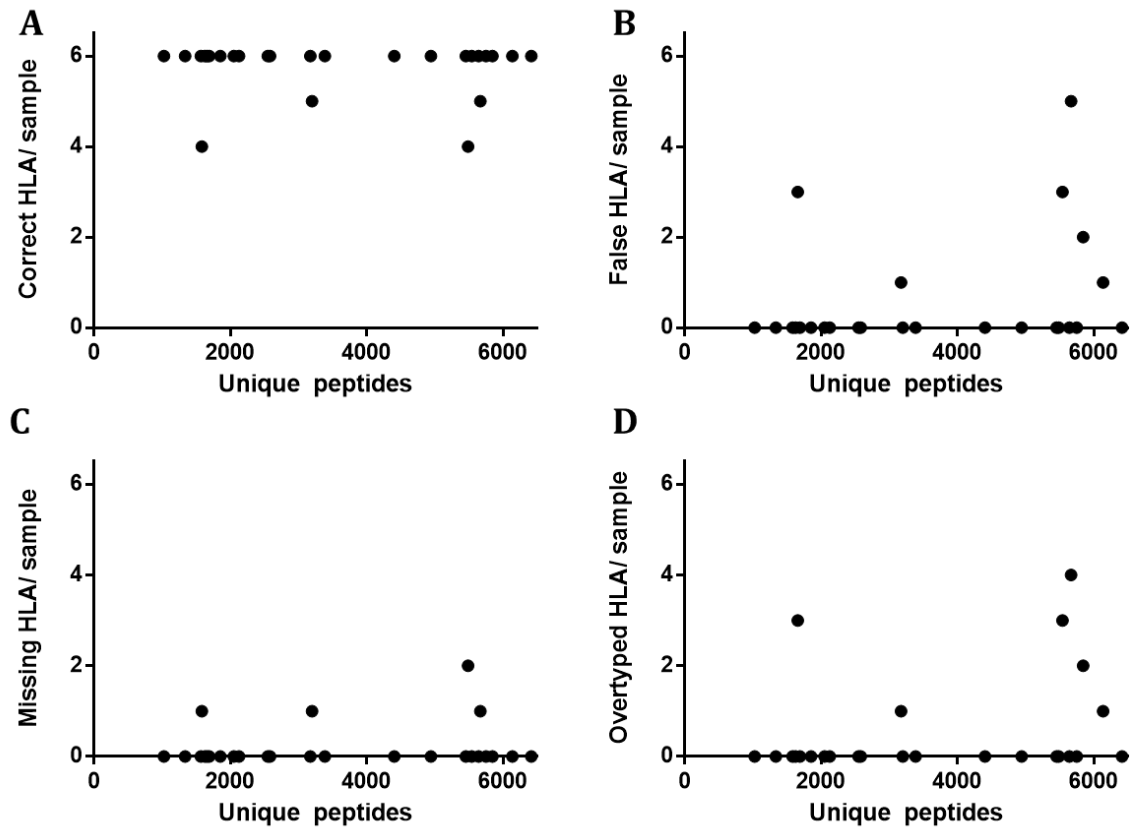 A
Correct HLA/ sample
6
4
2
0
0 2000 4000 6000
Unique peptides
B
False HLA/ sample
6
4
2
0
0 2000 4000 6000
Unique peptides
C
Missing HLA/ sample
6
4
2
0
0 2000 4000 6000
Unique peptides
D
Overtyped HLA/ sample
6
4
2
0
0 2000 4000 6000
Unique peptides